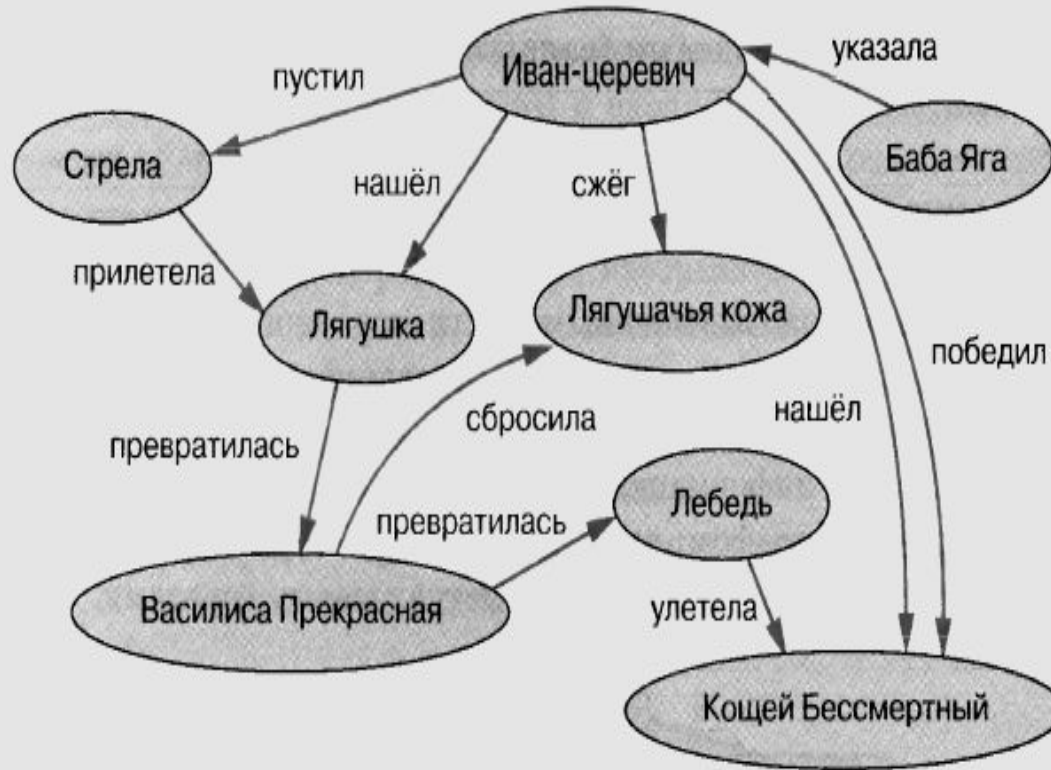 указала
Иван-церевич
пустил
Баба Яга
Стрела
нашёл
сжёг
прилетела
Лягушачья кожа
Лягушка
победил
нашёл
сбросила
превратилась
Лебедь
превратилась
Василиса Прекрасная
улетела
Кощей Бессмертный